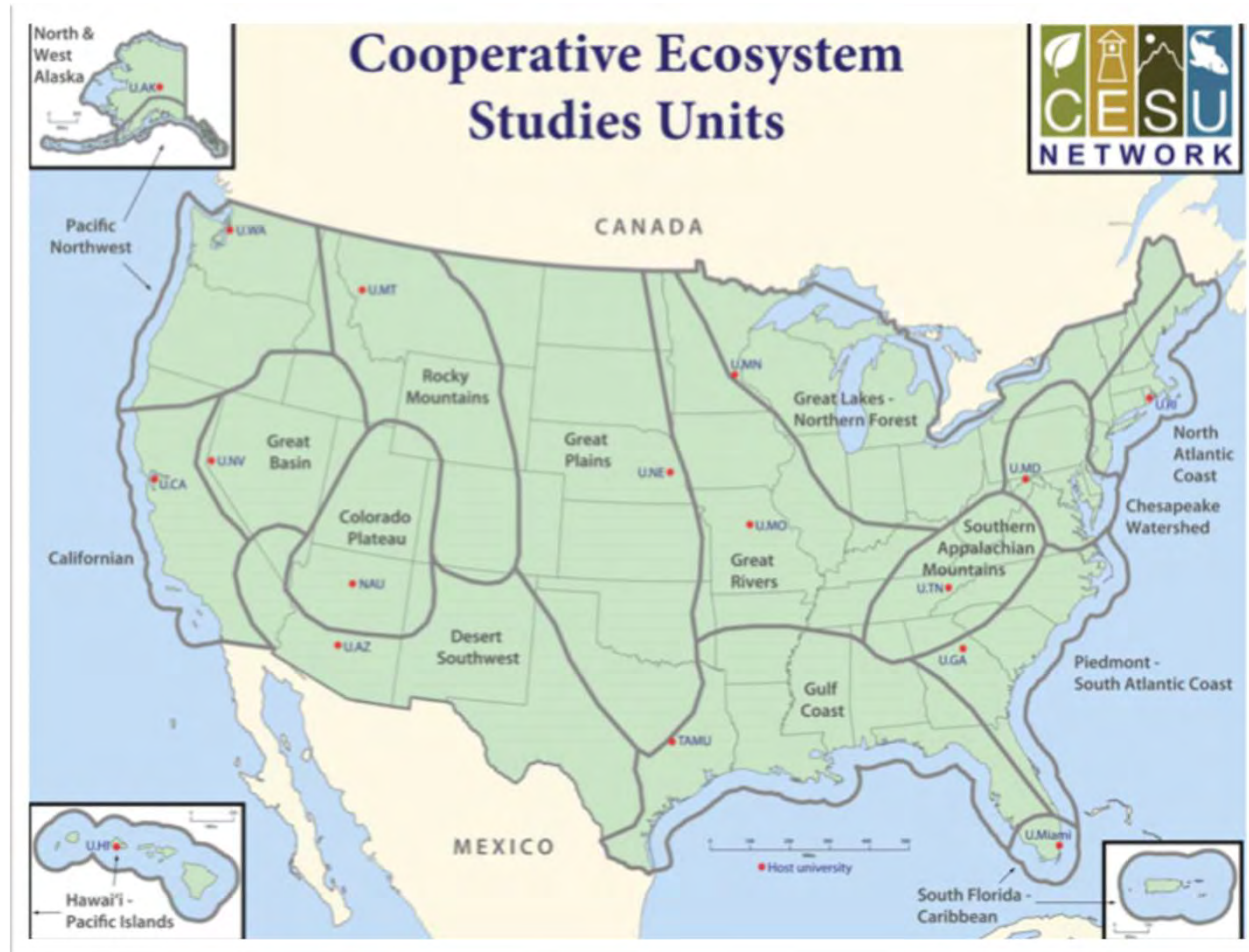 Cooperative Ecosystem
Studies Units
North &
West
Alaska
U.AK
CESU
NETWORK
CANADA
Pacific
Northwest
U.WA
U.MT
Rocky
Mountains
U.MN
Great Lakes -
Northern Forest
U.RI
North
Atlantic
Coast
Great
Basin
U.NV
U.CA
Great
Plains
U.NE
U.MD
Chesapeake
Watershed
Colorado
Plateau
NAU
U.MO
Great
Rivers
Southern
Appalachian
Mountains
U.TN
Californian
U.AZ
Desert
Southwest
U.GA
Piedmont -
South Atlantic Coast
Gulf
Coast
TAMU
MEXICO
U.HI
Hawai'i -
Pacific Islands
Host university
U.Miami
South Florida -
Caribbean